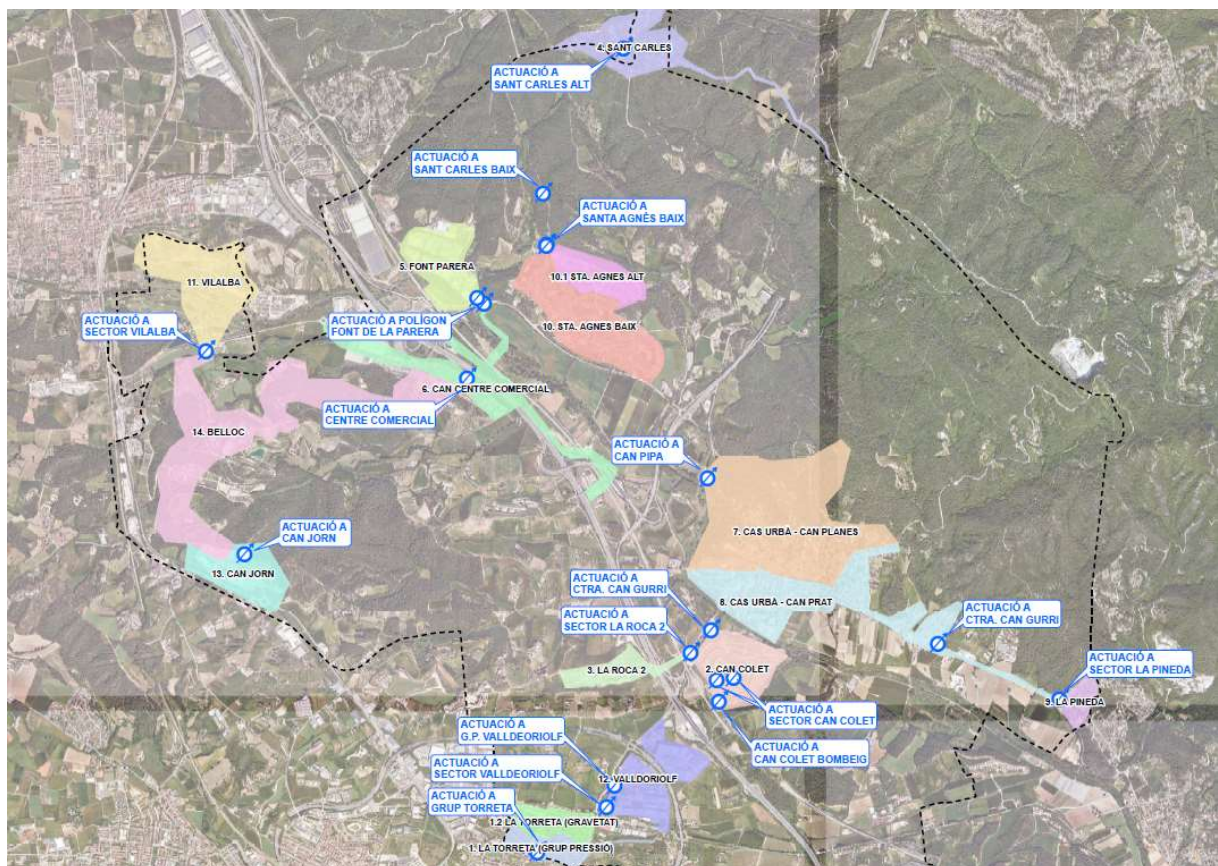 4. SANT CARLES
ACTUACIÓ A
SANT CARLES ALT
ACTUACIÓ A
SANT CARLES BAIX
ACTUACIÓ A
SANTA AGNÈS BAIX
5. FONT PARERA
10.1 STA. AGNES ALT
11. VILALBA
ACTUACIÓ A
SECTOR VILALBA
ACTUACIÓ A POLÍGON
FONT DE LA PARERA
10. STA. AGNES BAIX
6. CAN CENTRE COMERCIAL
ACTUACIÓ A
CENTRE COMERCIAL
14. BELLOC
ACTUACIÓ A
CAN PIPA
ACTUACIÓ A
CAN JORN
7. CAS URBÀ - CAN PLANES
13. CAN JORN
ACTUACIÓ A
CTRA. CAN GURRI
8. CAS URBÀ - CAN PRAT
ACTUACIÓ A
CTRA. CAN GURRI
ACTUACIÓ A
SECTOR LA ROCA 2
3. LA ROCA 2
2. CAN COLET
ACTUACIÓ A
SECTOR LA PINEDA
9. LA PINEDA
ACTUACIÓ A
SECTOR CAN COLET
ACTUACIÓ A
G.P. VALLDEORIOLF
ACTUACIÓ A
CAN COLET BOMBEIG
ACTUACIÓ A
SECTOR VALLDEORIOLF
12. VALLDORIOLF
ACTUACIÓ A
GRUP TORRETA
1.2 LA TORRETA (GRAVETAT)
1. LA TORRETA (GRUP PRESSIÓ)